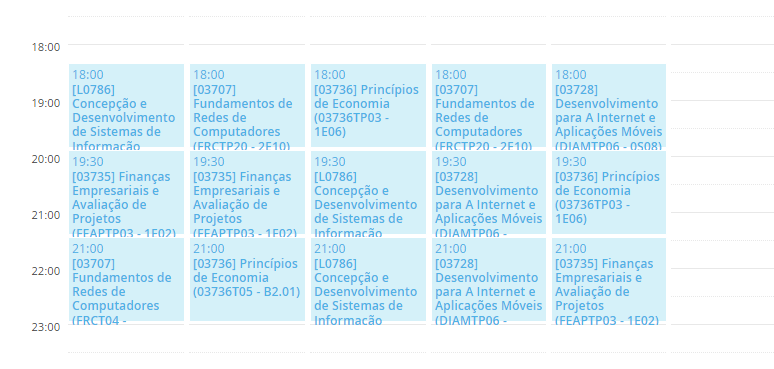 18:00
19:00
20:00
21:00
22:00
23:00
18:00
[L0786]
Concepção e
Desenvolvimento
de Sistemas de
Informação
18:00
[03707]
Fundamentos de
Redes de
Computadores
(FRCTP20 - 2F10)
18:00
[03736] Princípios
de Economia
(03736TP03 -
1E06)
18:00
[03707]
Fundamentos de
Redes de
Computadores
(FRCTP20 - 2F10)
18:00
[03728]
Desenvolvimento
para A Internet e
Aplicações Móveis
(DIAMTP06 - 0S08)
19:30
[03735] Finanças
Empresariais e
Avaliação de
Projetos
(FEAPTP03 - 1E02)
19:30
[03735] Finanças
Empresariais e
Avaliação de
Projetos
(FEAPTP03 - 1E02)
19:30
[L0786]
Concepção e
Desenvolvimento
de Sistemas de
Informação
19:30
[03728]
Desenvolvimento
para A Internet e
Aplicações Móveis
(DIAMTP06 -
19:30
[03736] Princípios
de Economia
(03736TP03 -
1E06)
21:00
[03707]
Fundamentos de
Redes de
Computadores
(FRCT04 -
21:00
[03736] Princípios
de Economia
(03736T05 - B2.01)
21:00
[L0786]
Concepção e
Desenvolvimento
de Sistemas de
Informação
21:00
[03728]
Desenvolvimento
para A Internet e
Aplicações Móveis
(DIAMTP06 -
21:00
[03735] Finanças
Empresariais e
Avaliação de
Projetos
(FEAPTP03 - 1E02)